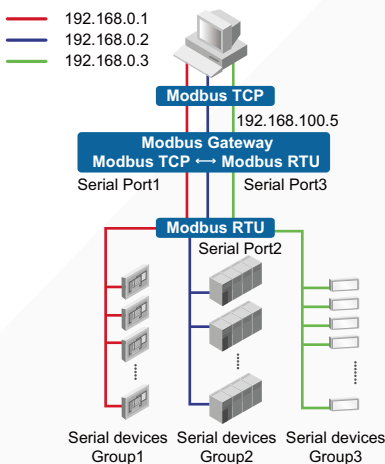 192.168.0.1
192.168.0.2
192.168.0.3
Modbus TCP
192.168.100.5
Modbus Gateway
Modbus TCP ⟷ Modbus RTU
Serial Port1 Serial Port3
Modbus RTU
Serial Port2
Serial devices Serial devices Serial devices
Group1 Group2 Group3